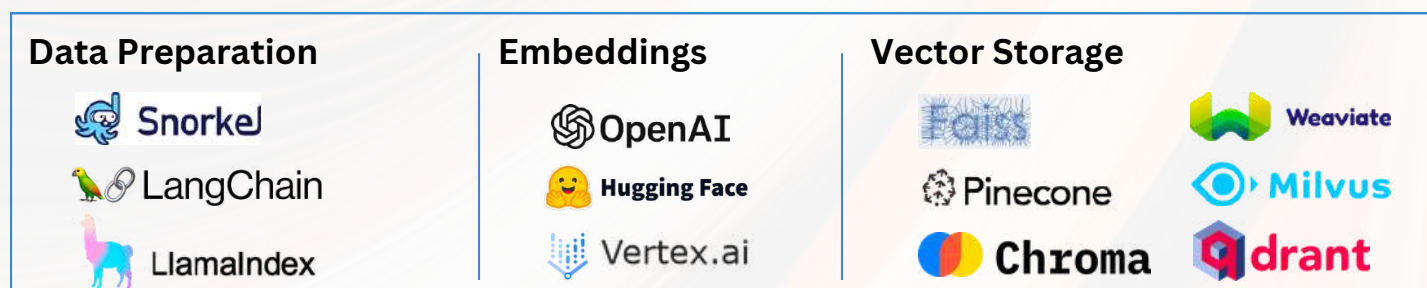 Data Preparation
Snorkel
LangChain
LlamaIndex
Embeddings
OpenAI
Hugging Face
Vertex.ai
Vector Storage
Faiss
Pinecone
Chroma
Weaviate
Milvus
qdrant